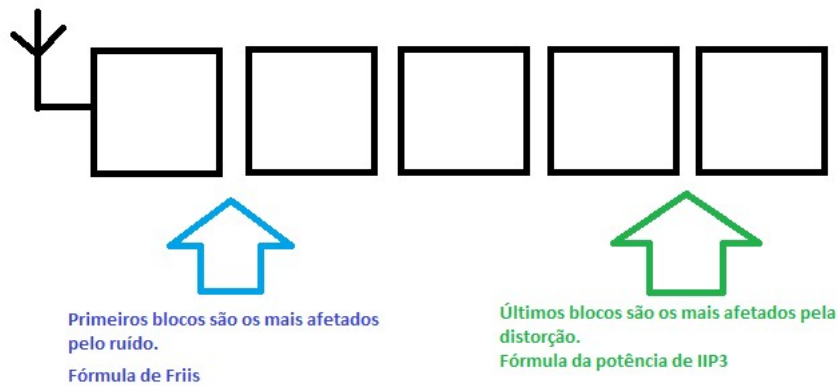 Primeiros blocos são os mais afetados
pelo ruído.
Fórmula de Friis
Últimos blocos são os mais afetados pela
distorção.
Fórmula da potência de IIP3